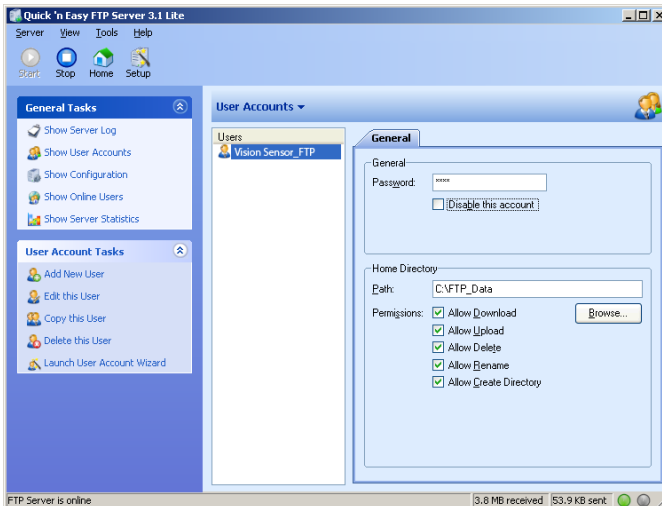 Quick 'n Easy FTP Server 3.1 Lite
Server View Tools Help
Start Stop Home Setup
General Tasks
Show Server Log
Show User Accounts
Show Configuration
Show Online Users
Show Server Statistics
User Account Tasks
Add New User
Edit this User
Copy this User
Delete this User
Launch User Account Wizard
User Accounts
Users
Vision Sensor_FTP
General
General
Password: ××××
Disable this account
Home Directory
Path: C:\FTP_Data
Permissions: Allow Download Browse...
Allow Upload
Allow Delete
Allow Rename
Allow Create Directory
FTP Server is online 3.8 MB received 53.9 KB sent